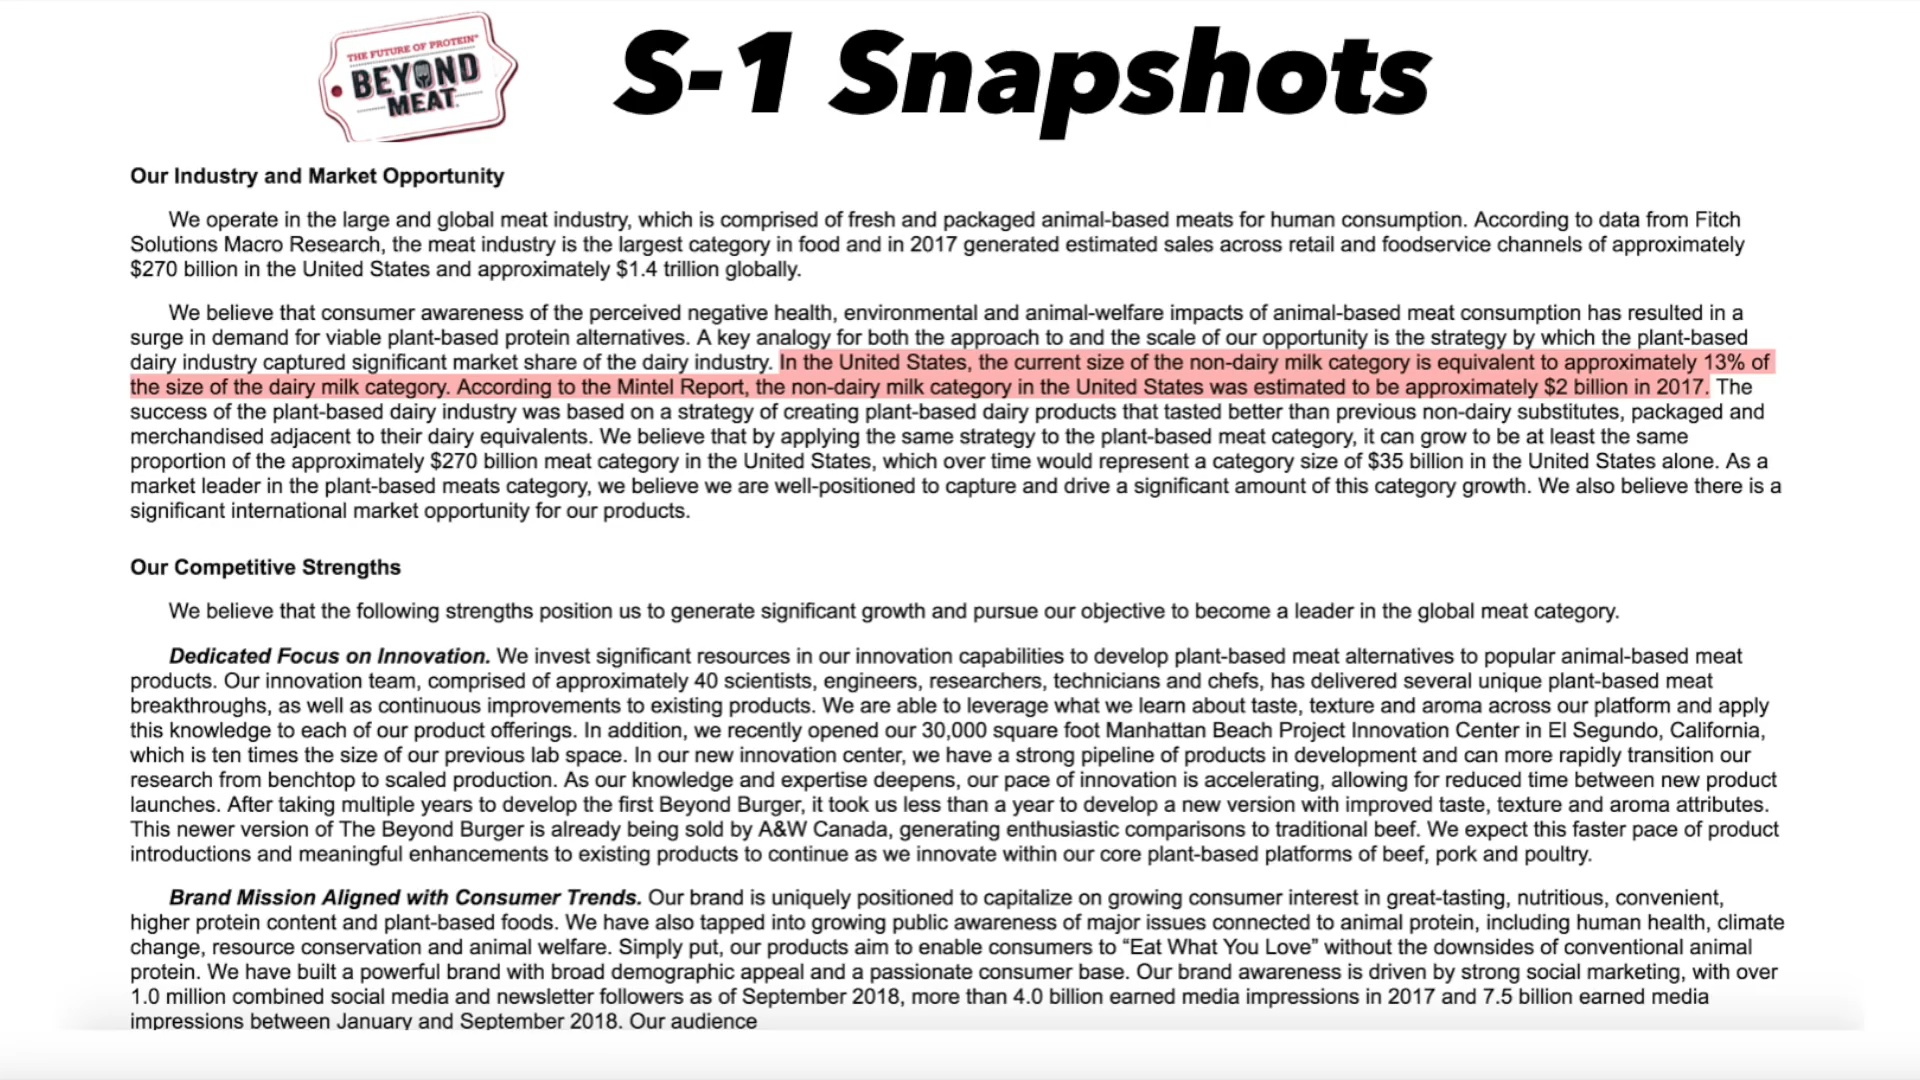 THE FUTURE OF PROTEIN™
BEYOND
MEAT
S-1 Snapshots
Our Industry and Market Opportunity
We operate in the large and global meat industry, which is comprised of fresh and packaged animal-based meats for human consumption. According to data from Fitch
Solutions Macro Research, the meat industry is the largest category in food and in 2017 generated estimated sales across retail and foodservice channels of approximately
$270 billion in the United States and approximately $1.4 trillion globally.
We believe that consumer awareness of the perceived negative health, environmental and animal-welfare impacts of animal-based meat consumption has resulted in a
surge in demand for viable plant-based protein alternatives. A key analogy for both the approach to and the scale of our opportunity is the strategy by which the plant-based
dairy industry captured significant market share of the dairy industry. In the United States, the current size of the non-dairy milk category is equivalent to approximately 13% of
the size of the dairy milk category. According to the Mintel Report, the non-dairy milk category in the United States was estimated to be approximately $2 billion in 2017. The
success of the plant-based dairy industry was based on a strategy of creating plant-based dairy products that tasted better than previous non-dairy substitutes, packaged and
merchandised adjacent to their dairy equivalents. We believe that by applying the same strategy to the plant-based meat category, it can grow to be at least the same
proportion of the approximately $270 billion meat category in the United States, which over time would represent a category size of $35 billion in the United States alone. As a
market leader in the plant-based meats category, we believe we are well-positioned to capture and drive a significant amount of this category growth. We also believe there is a
significant international market opportunity for our products.
Our Competitive Strengths
We believe that the following strengths position us to generate significant growth and pursue our objective to become a leader in the global meat category.
Dedicated Focus on Innovation. We invest significant resources in our innovation capabilities to develop plant-based meat alternatives to popular animal-based meat
products. Our innovation team, comprised of approximately 40 scientists, engineers, researchers, technicians and chefs, has delivered several unique plant-based meat
breakthroughs, as well as continuous improvements to existing products. We are able to leverage what we learn about taste, texture and aroma across our platform and apply
this knowledge to each of our product offerings. In addition, we recently opened our 30,000 square foot Manhattan Beach Project Innovation Center in El Segundo, California,
which is ten times the size of our previous lab space. In our new innovation center, we have a strong pipeline of products in development and can more rapidly transition our
research from benchtop to scaled production. As our knowledge and expertise deepens, our pace of innovation is accelerating, allowing for reduced time between new product
launches. After taking multiple years to develop the first Beyond Burger, it took us less than a year to develop a new version with improved taste, texture and aroma attributes.
This newer version of The Beyond Burger is already being sold by A&W Canada, generating enthusiastic comparisons to traditional beef. We expect this faster pace of product
introductions and meaningful enhancements to existing products to continue as we innovate within our core plant-based platforms of beef, pork and poultry.
Brand Mission Aligned with Consumer Trends. Our brand is uniquely positioned to capitalize on growing consumer interest in great-tasting, nutritious, convenient,
higher protein content and plant-based foods. We have also tapped into growing public awareness of major issues connected to animal protein, including human health, climate
change, resource conservation and animal welfare. Simply put, our products aim to enable consumers to “Eat What You Love” without the downsides of conventional animal
protein. We have built a powerful brand with broad demographic appeal and a passionate consumer base. Our brand awareness is driven by strong social marketing, with over
1.0 million combined social media and newsletter followers as of September 2018, more than 4.0 billion earned media impressions in 2017 and 7.5 billion earned media
impressions between January and September 2018. Our audience